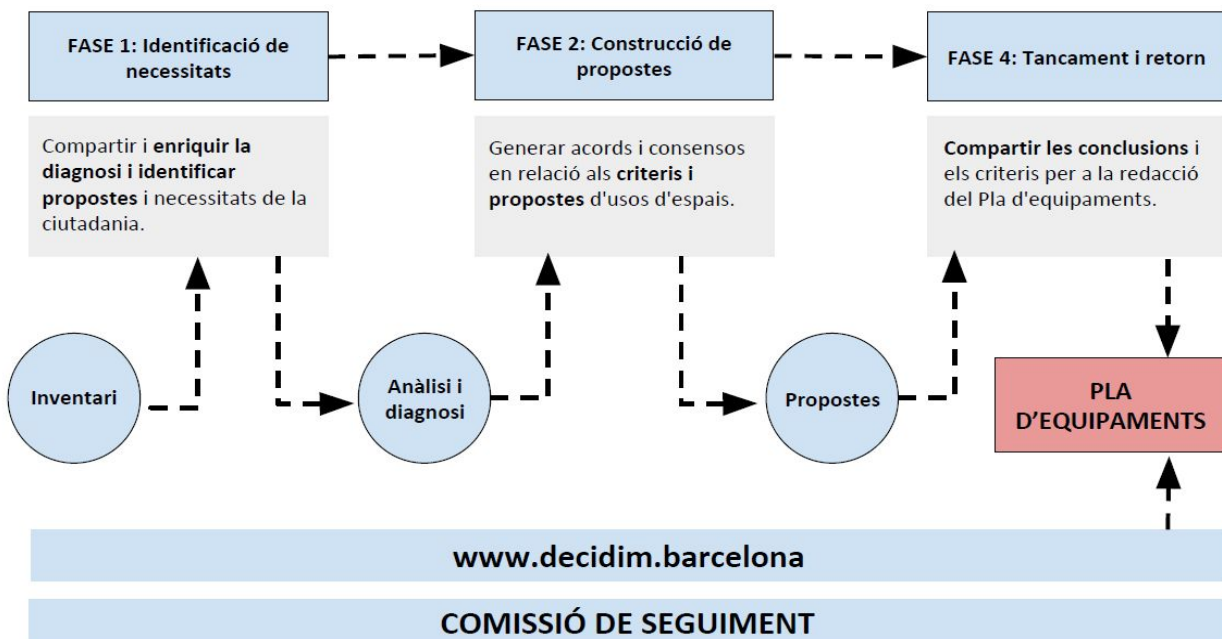 FASE 1: Identificació de
necessitats
FASE 2: Construcció de
propostes
FASE 4: Tancament i retorn
Compartir i enriquir la
diagnosi i identificar
propostes i necessitats de la
ciutadania.
Generar acords i consensos
en relació als criteris i
propostes d'usos d'espais.
Compartir les conclusions i
els criteris per a la redacció
del Pla d'equipaments.
Inventari
Anàlisi i
diagnosi
Propostes
PLA
D’EQUIPAMENTS
www.decidim.barcelona
COMISSIÓ DE SEGUIMENT